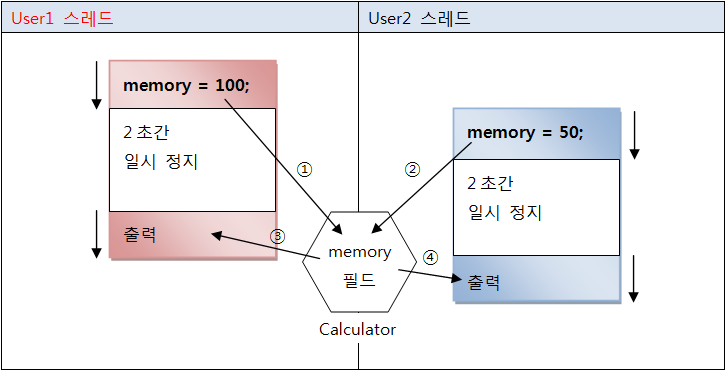 User1 스레드
User2 스레드
memory = 100;
2초간
일시 정지
출력
memory = 50;
2초간
일시 정지
출력
①
②
③
④
memory
필드
Calculator